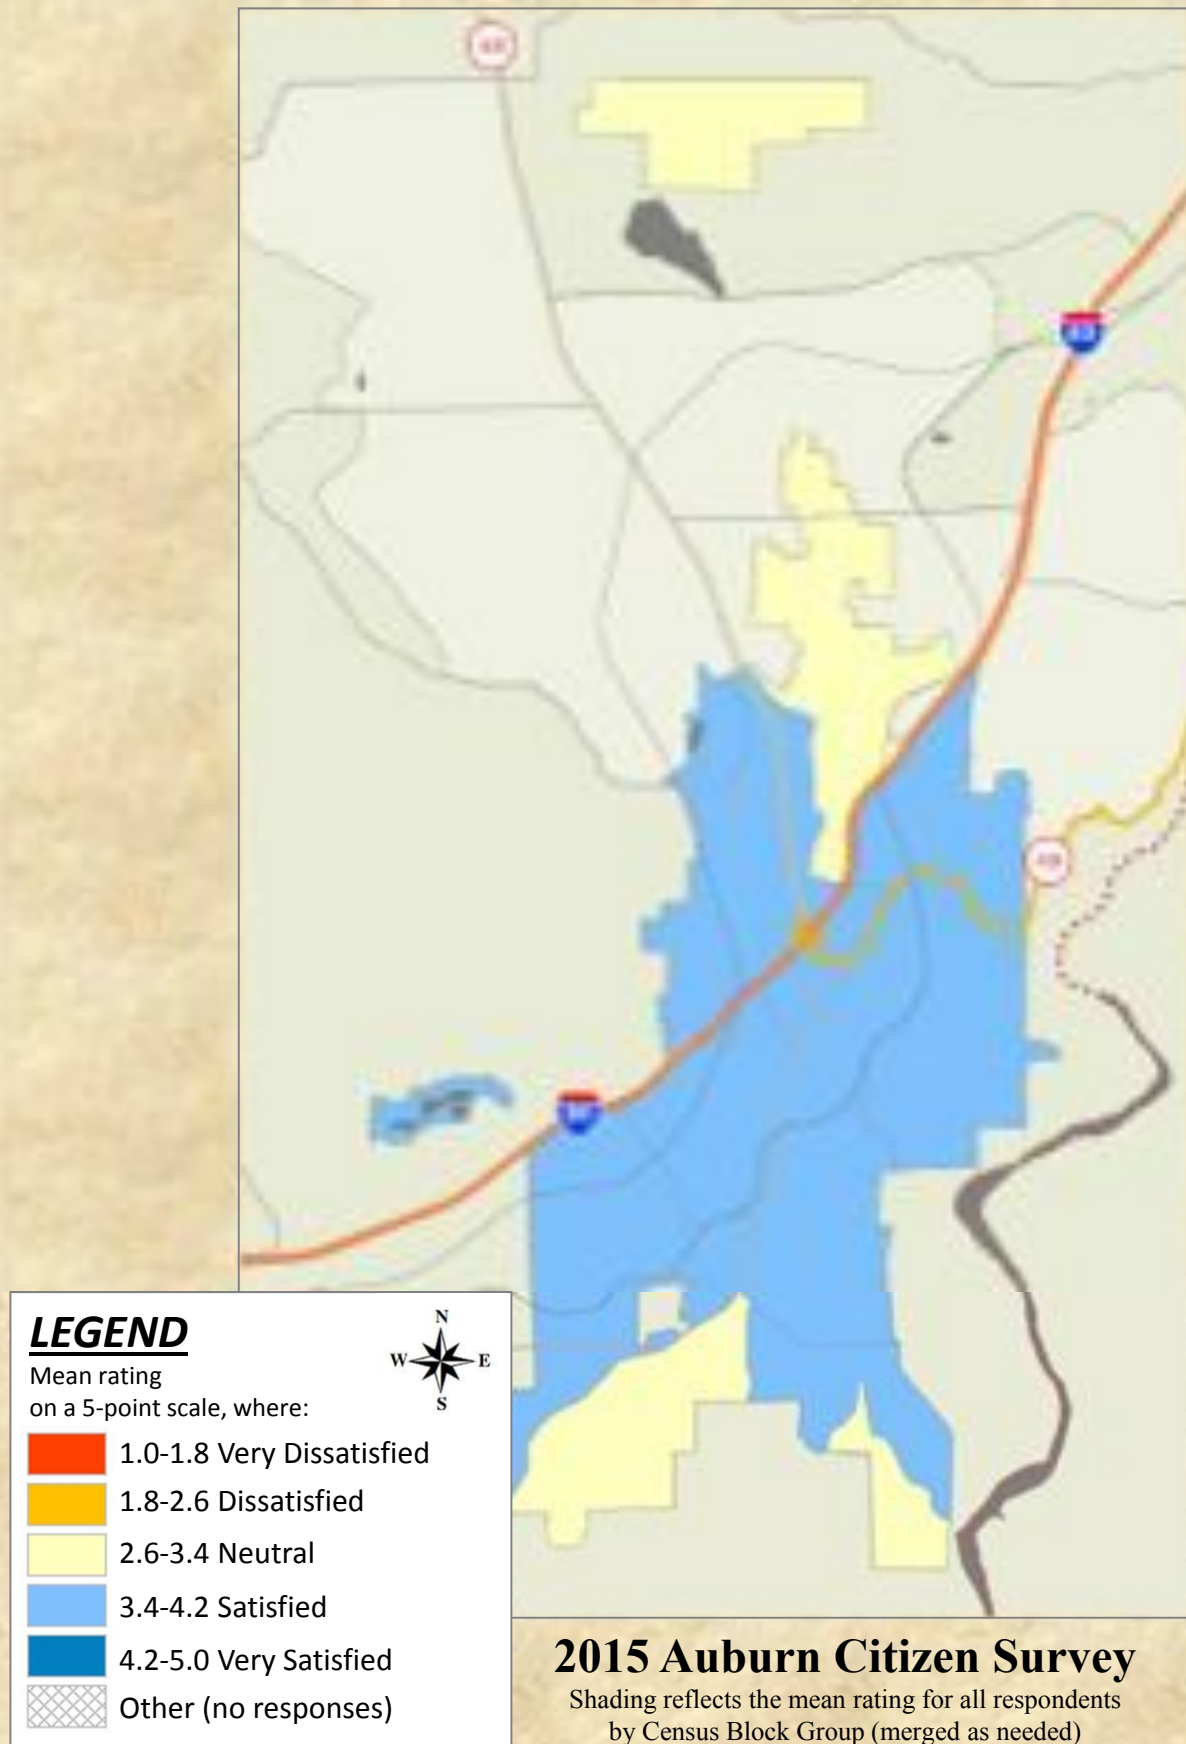 LEGEND
Mean rating
on a 5-point scale, where:
N
W
E
S
1.0-1.8 Very Dissatisfied
1.8-2.6 Dissatisfied
2.6-3.4 Neutral
3.4-4.2 Satisfied
4.2-5.0 Very Satisfied
Other (no responses)
2015 Auburn Citizen Survey
Shading reflects the mean rating for all respondents
by Census Block Group (merged as needed)